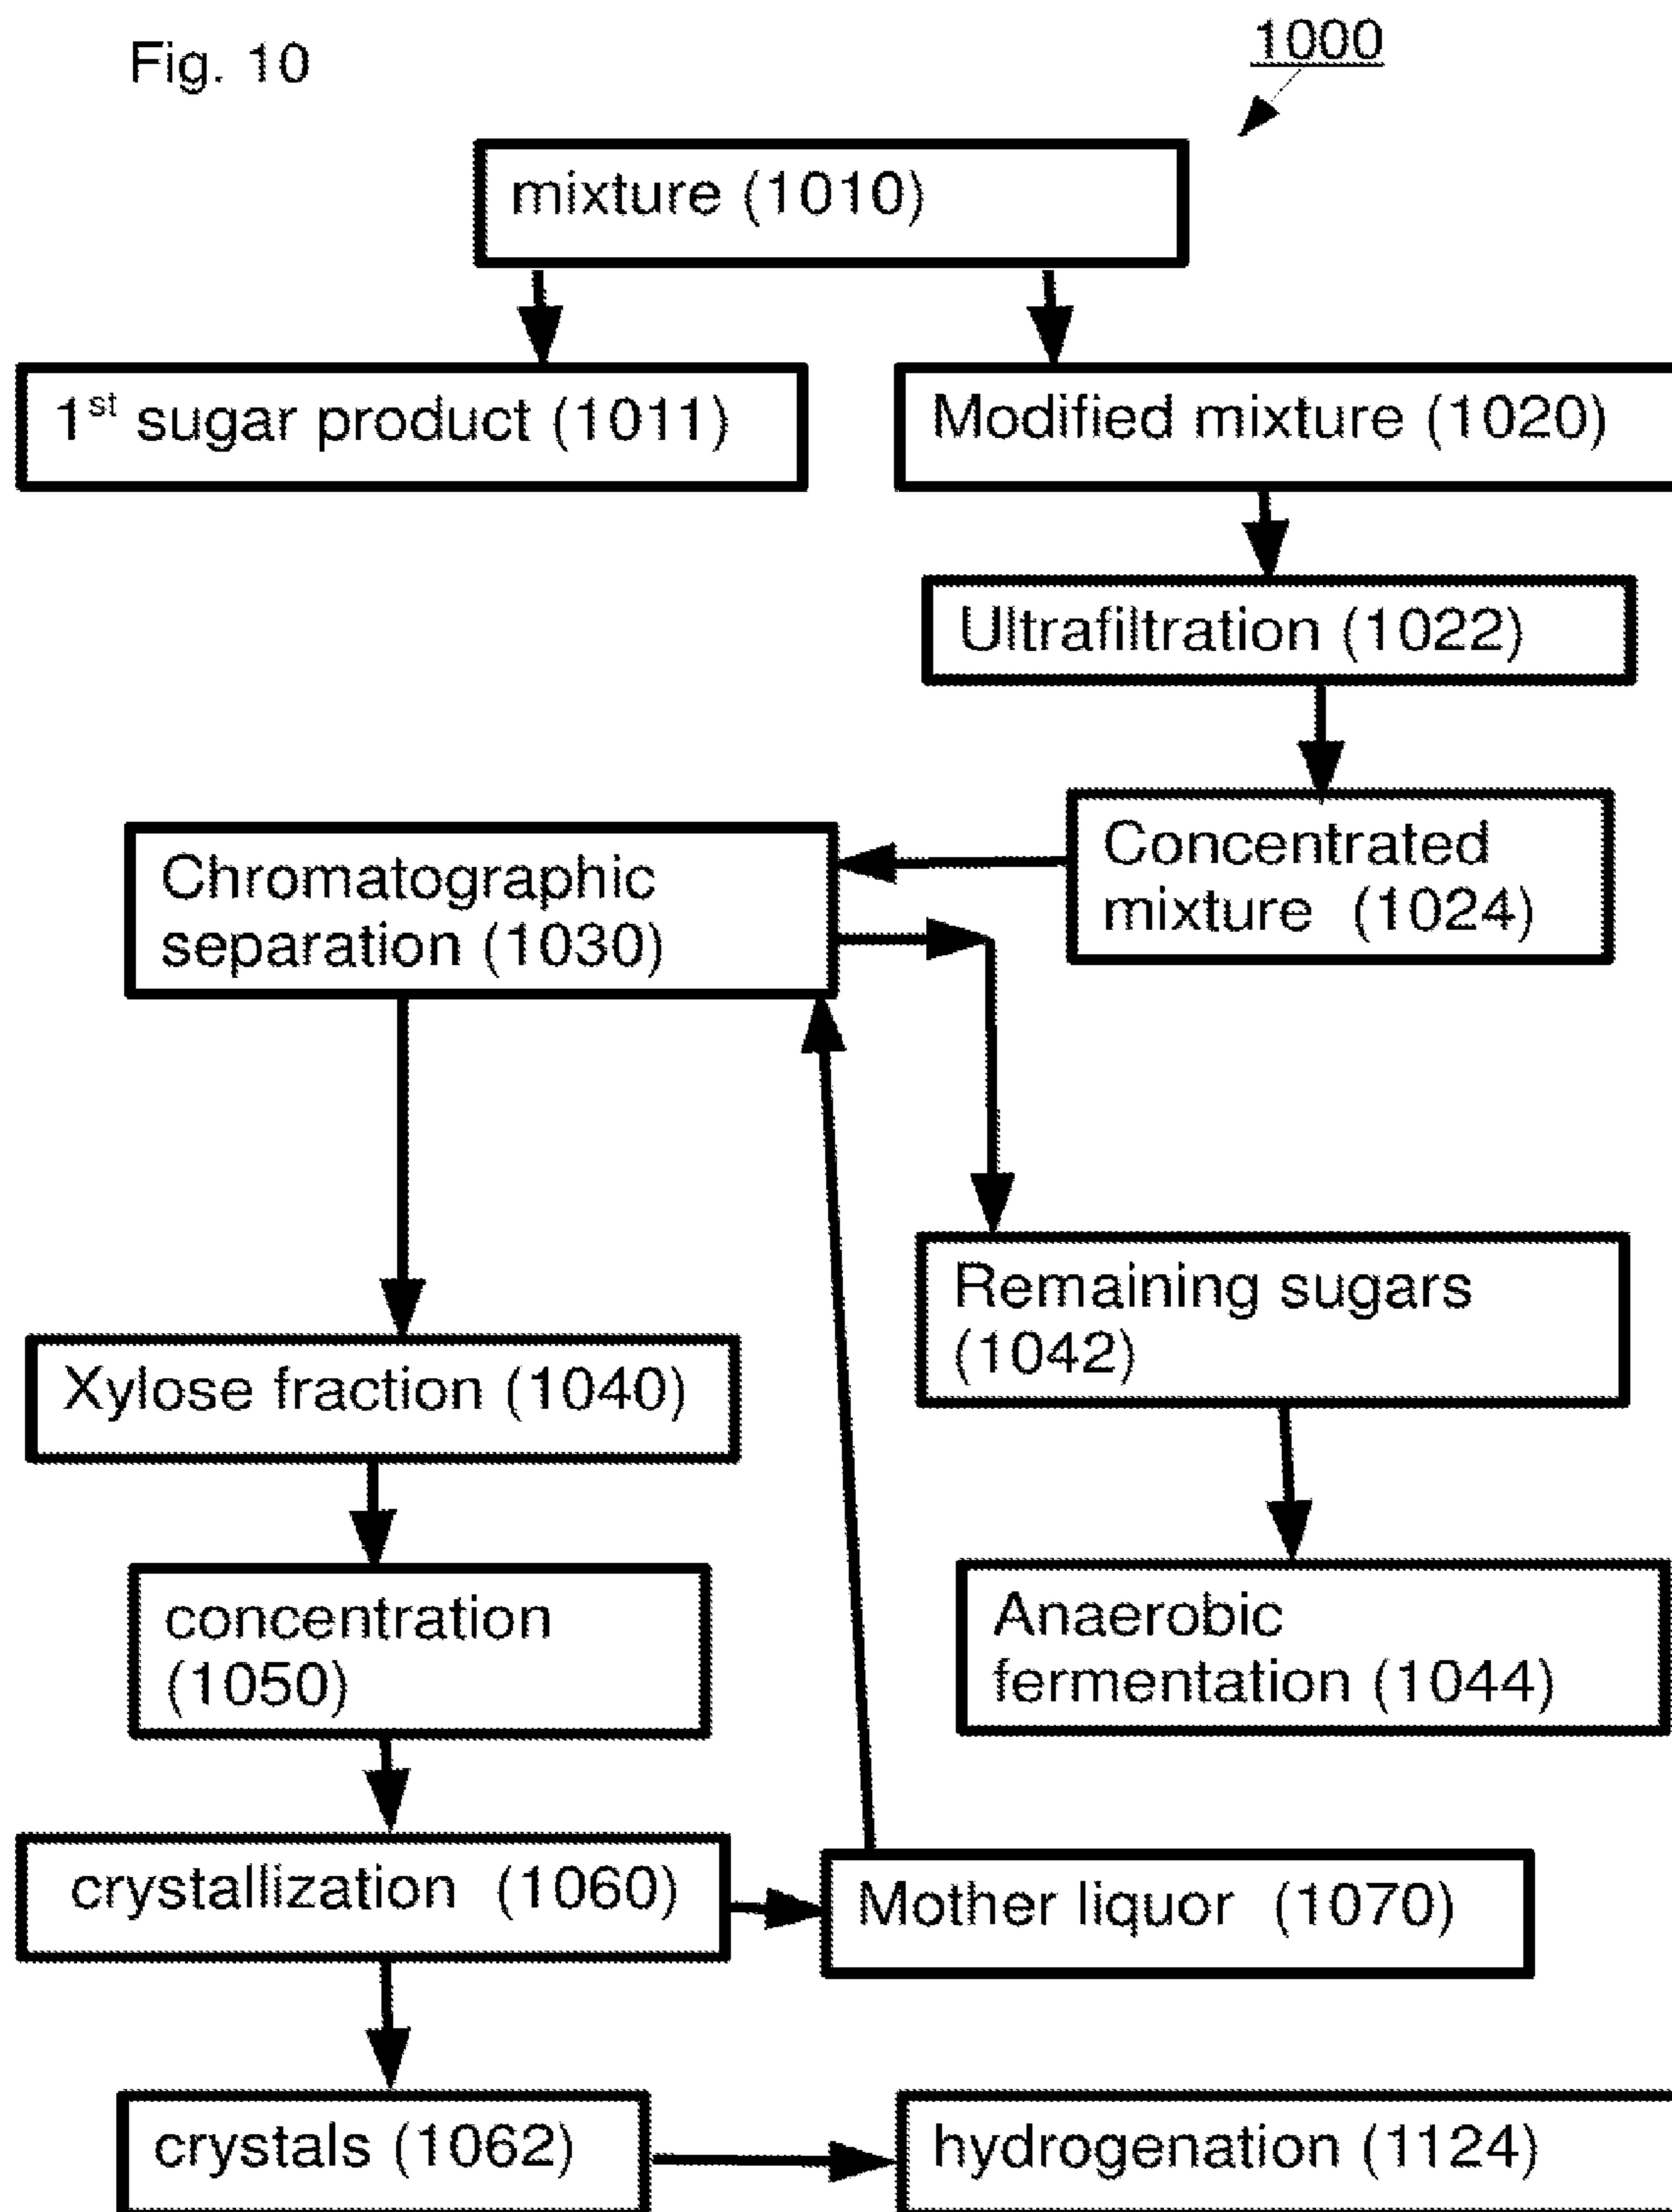 Fig. 10
1000
mixture (1010)
1st sugar product (1011)
Modified mixture (1020)
Ultrafiltration (1022)
Concentrated
mixture (1024)
Chromatographic
separation (1030)
Remaining sugars
(1042)
Xylose fraction (1040)
concentration
(1050)
Anaerobic
fermentation (1044)
crystallization (1060)
Mother liquor (1070)
crystals (1062)
hydrogenation (1124)